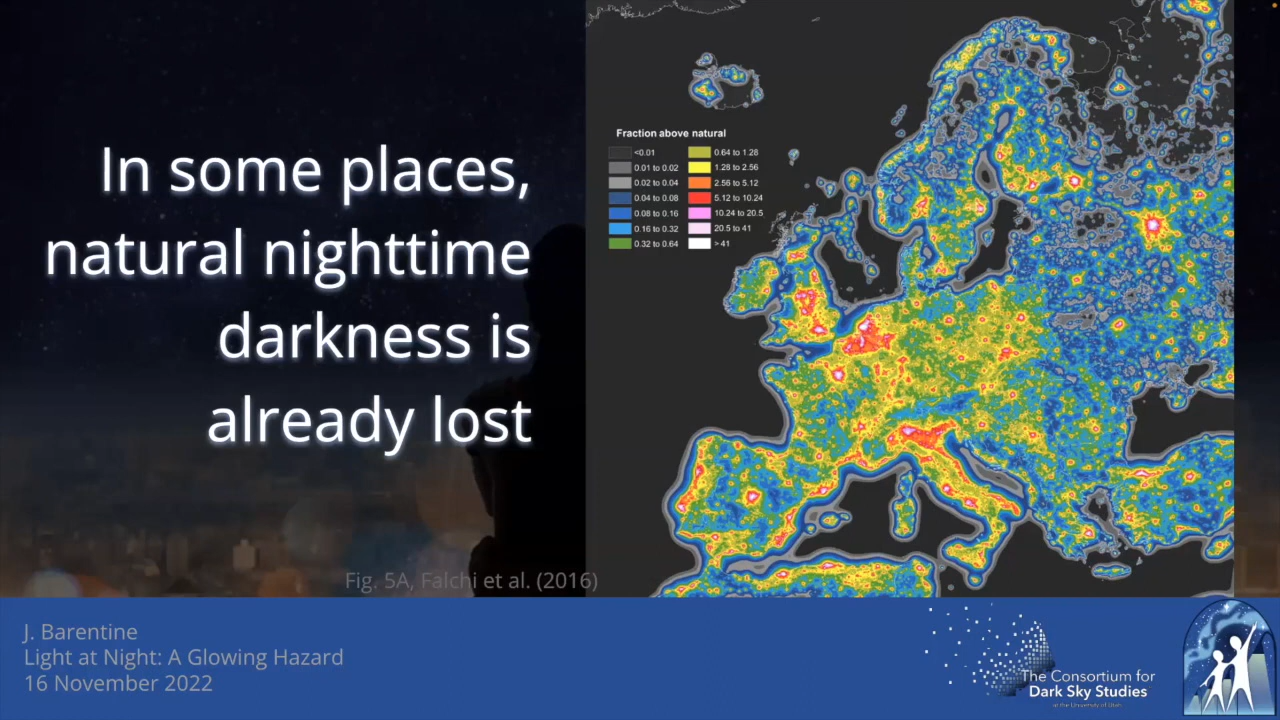 In some places,
natural nighttime
darkness is
already lost
Fraction above natural
<0.01
0.01 to 0.02
0.02 to 0.04
0.04 to 0.08
0.08 to 0.16
0.16 to 0.32
0.32 to 0.64
0.64 to 1.28
1.28 to 2.56
2.56 to 5.12
5.12 to 10.24
10.24 to 20.5
20.5 to 41
> 41
Fig. 5A, Falchi et al. (2016)
J. Barentine
Light at Night: A Glowing Hazard
16 November 2022
The Consortium for
Dark Sky Studies
at the University of Utah